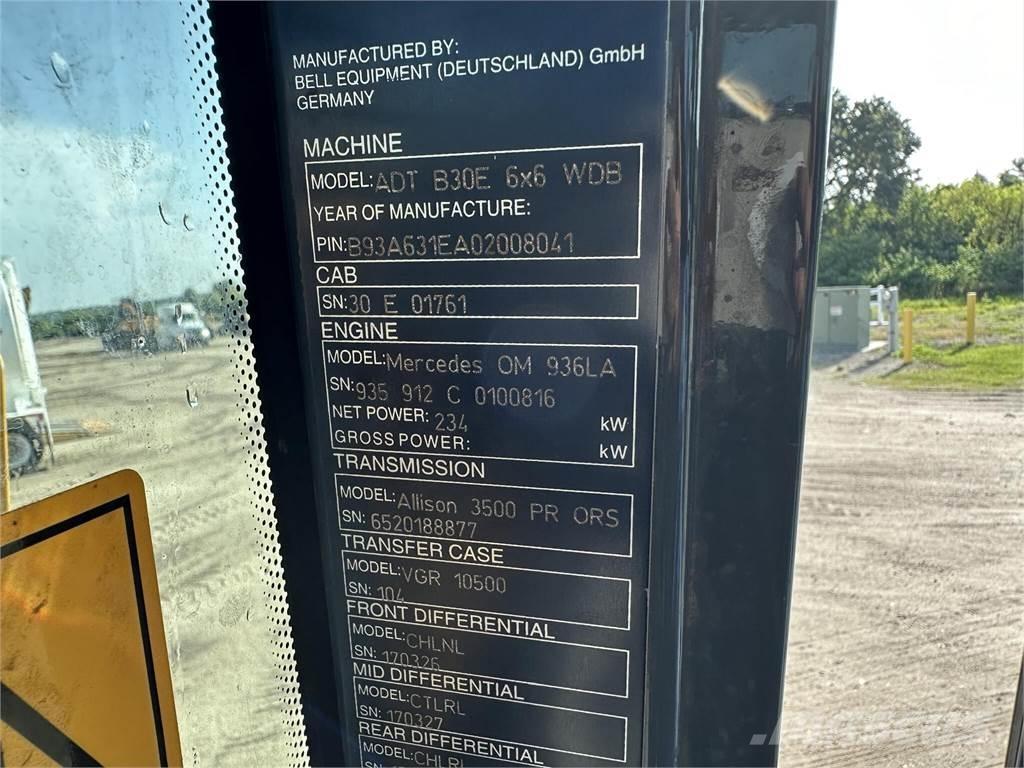 MANUFACTURED BY:
BELL EQUIPMENT (DEUTSCHLAND) GmbH
GERMANY
MACHINE
MODEL: ADT B30E 6x6 WDB
YEAR OF MANUFACTURE:
PIN: B93A631EA02008041
CAB
SN: 30 E 01761
ENGINE
MODEL: Mercedes OM 936LA
SN: 935 912 C 0100816
NET POWER: 234 kW
GROSS POWER: kW
TRANSMISSION
MODEL: Allison 3500 PR ORS
SN: 6520188877
TRANSFER CASE
MODEL: VGR 10500
SN: 104
FRONT DIFFERENTIAL
MODEL: CHLNL
SN: 170326
MID DIFFERENTIAL
MODEL: CTLRL
SN: 170327
REAR DIFFERENTIAL
MODEL: CHLRL